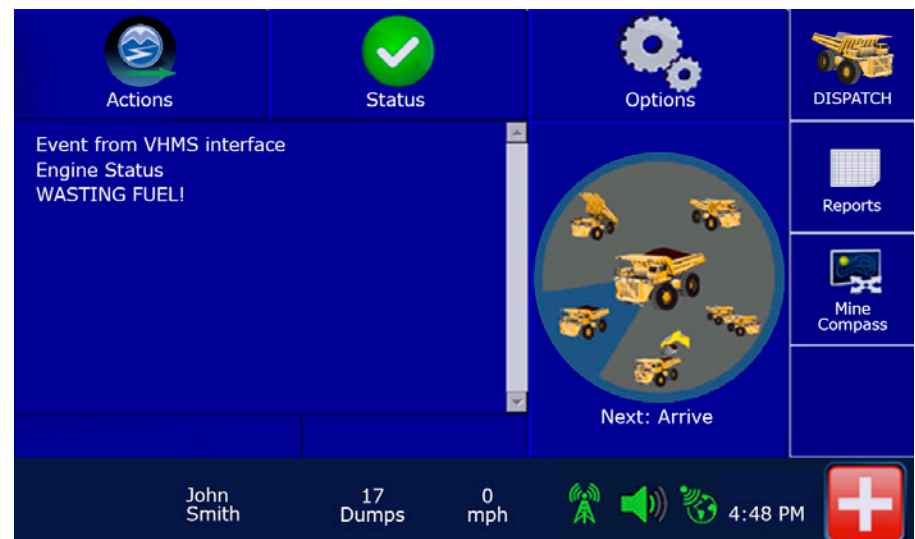 Actions
Status
Options
DISPATCH
Event from VHMS interface
Engine Status
WASTING FUEL!
Reports
Mine
Compass
Next: Arrive
John
Smith
17
Dumps
0
mph
4:48 PM